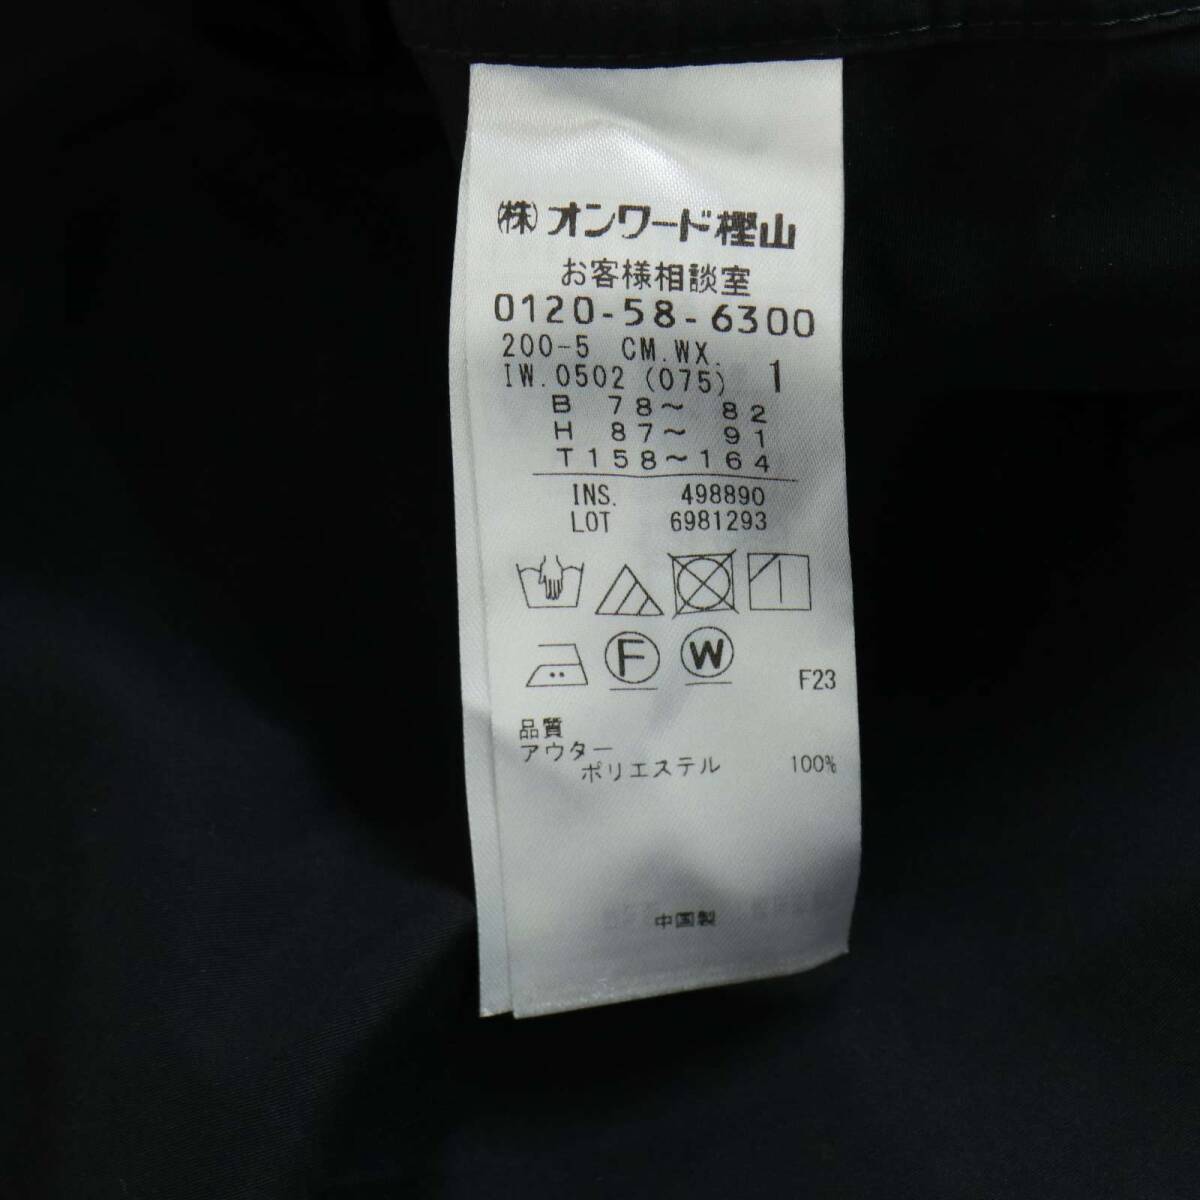 ㈱オンワード樫山
お客様相談室
0120-58-6300
200-5 CM.WX.
IW.0502 (075) 1
B 78〜 82
H 87〜 91
T158〜164
INS. 498890
LOT 6981293
F W
F23
品質
アウター
ポリエステル 100%
中国製